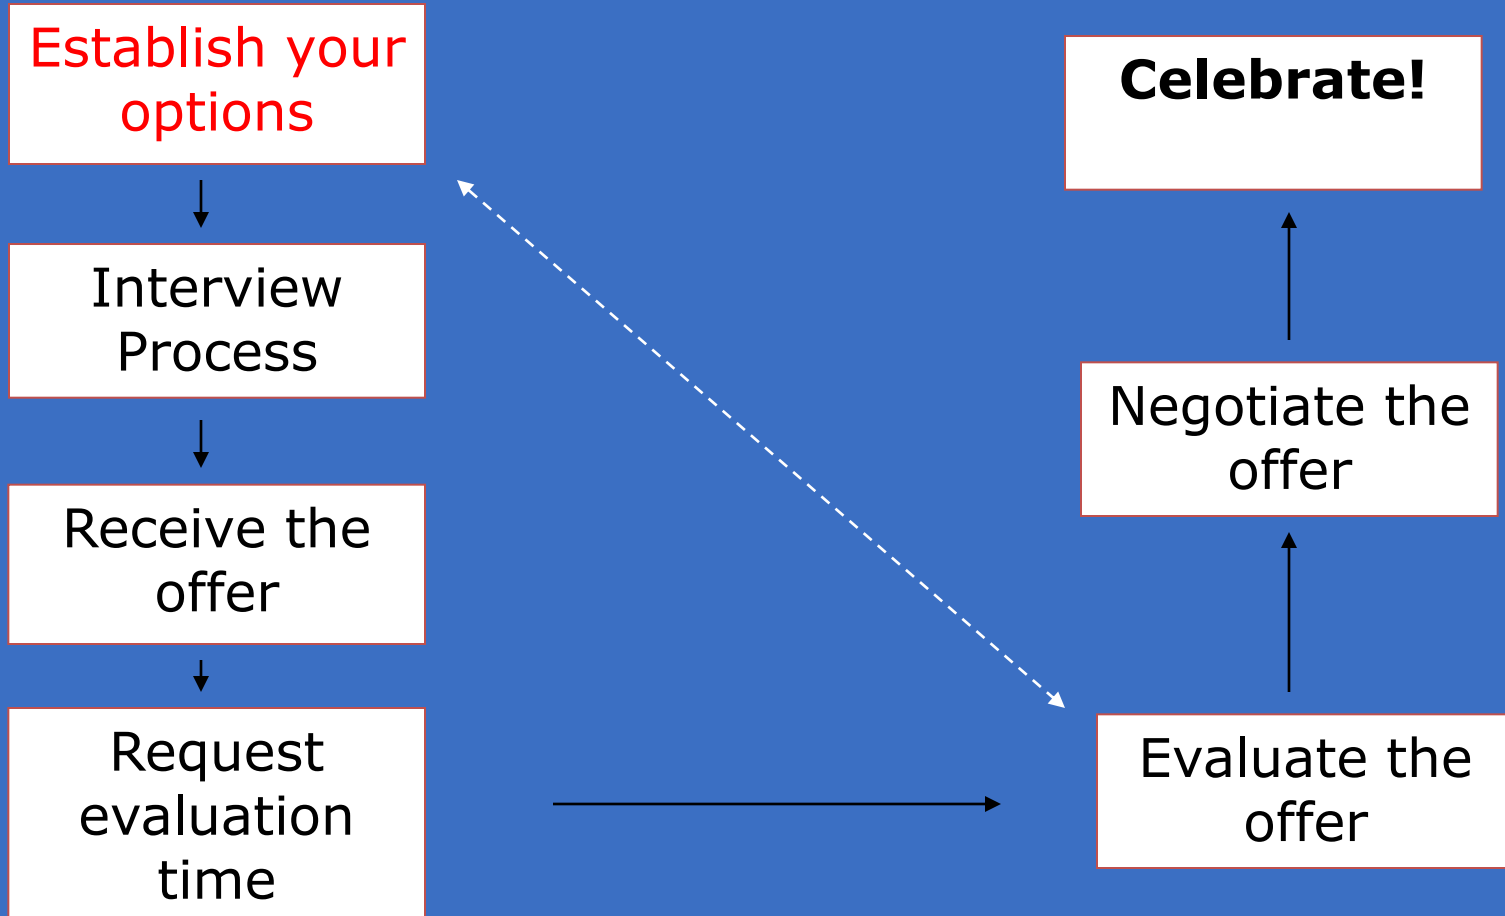 Establish your
options
Interview
Process
Receive the
offer
Request
evaluation
time
Evaluate the
offer
Negotiate the
offer
Celebrate!